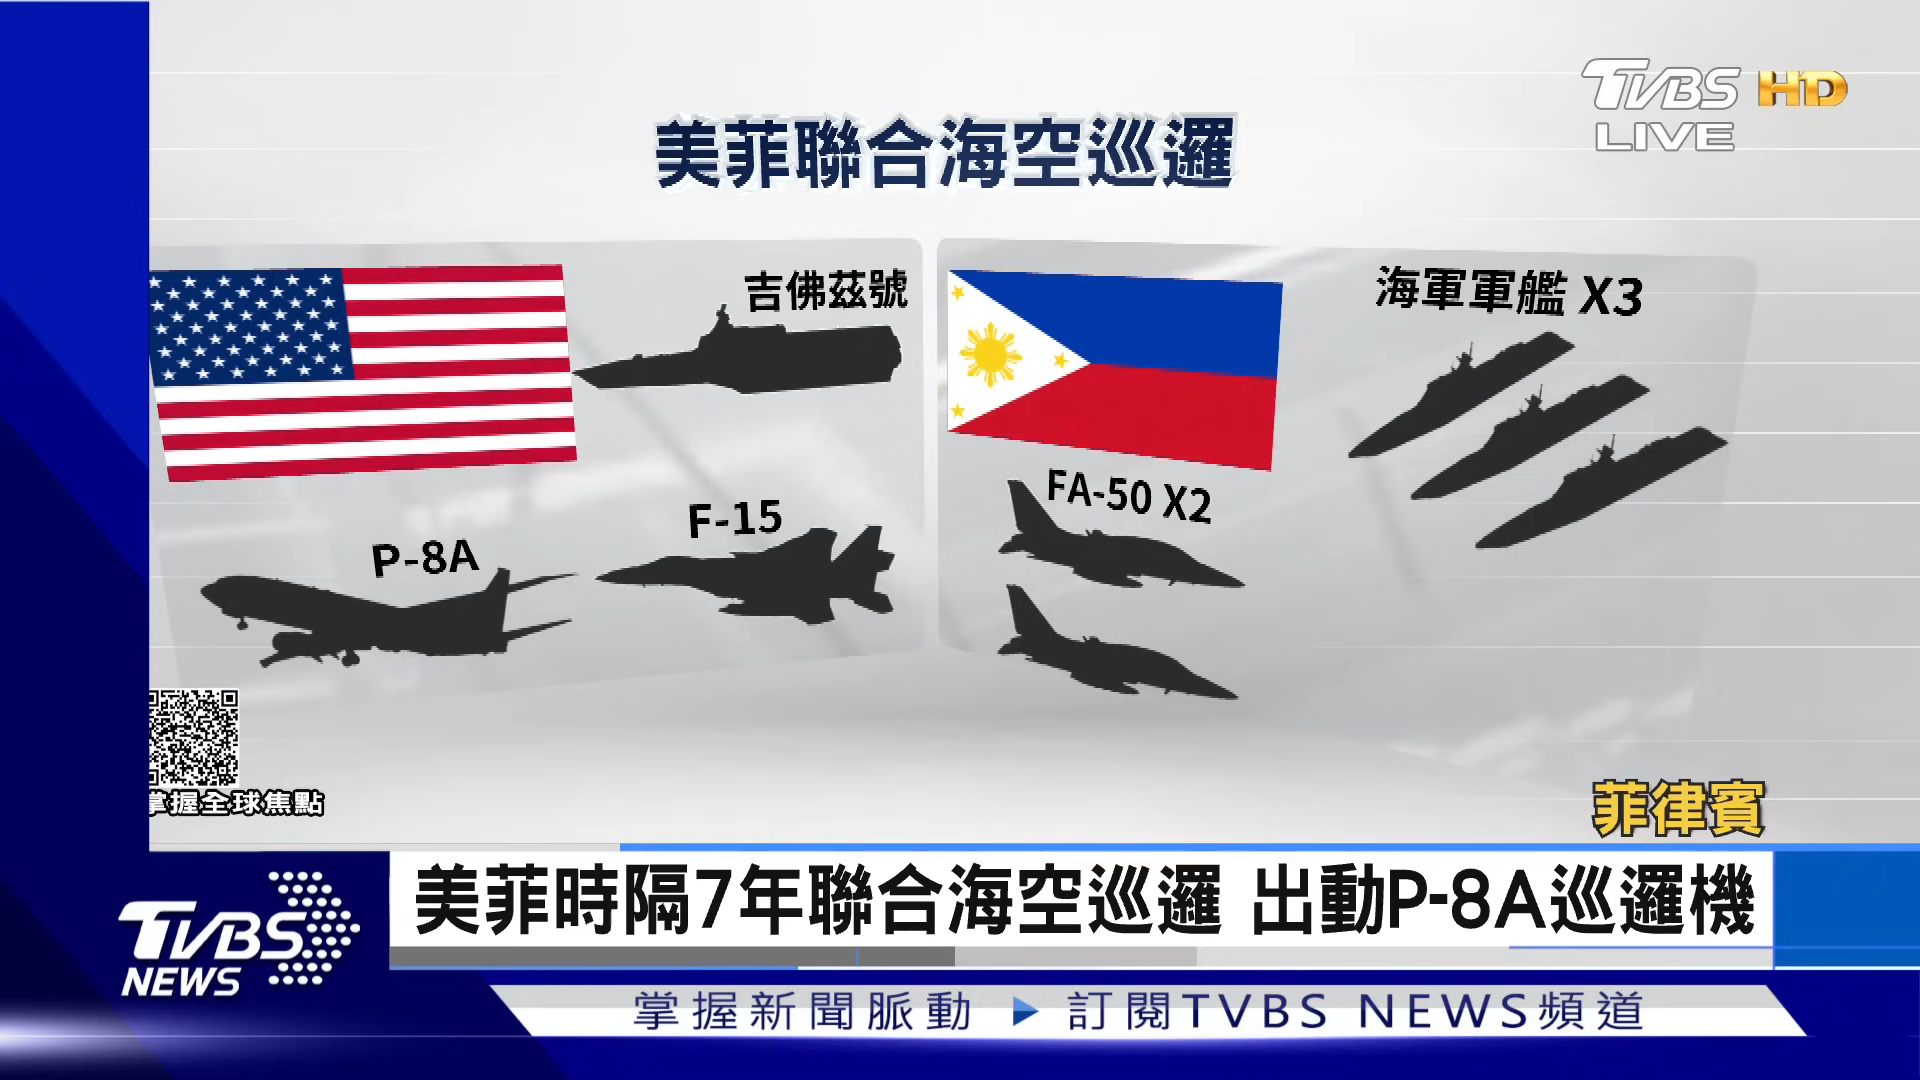 TVBS HD
LIVE
美菲聯合海空巡邏
吉佛茲號
F-15
P-8A
海軍軍艦 X3
FA-50 X2
掌握全球焦點
菲律賓
美菲時隔7年聯合海空巡邏 出動P-8A巡邏機
TVBS
NEWS
掌握新聞脈動 ▶ 訂閱TVBS NEWS頻道